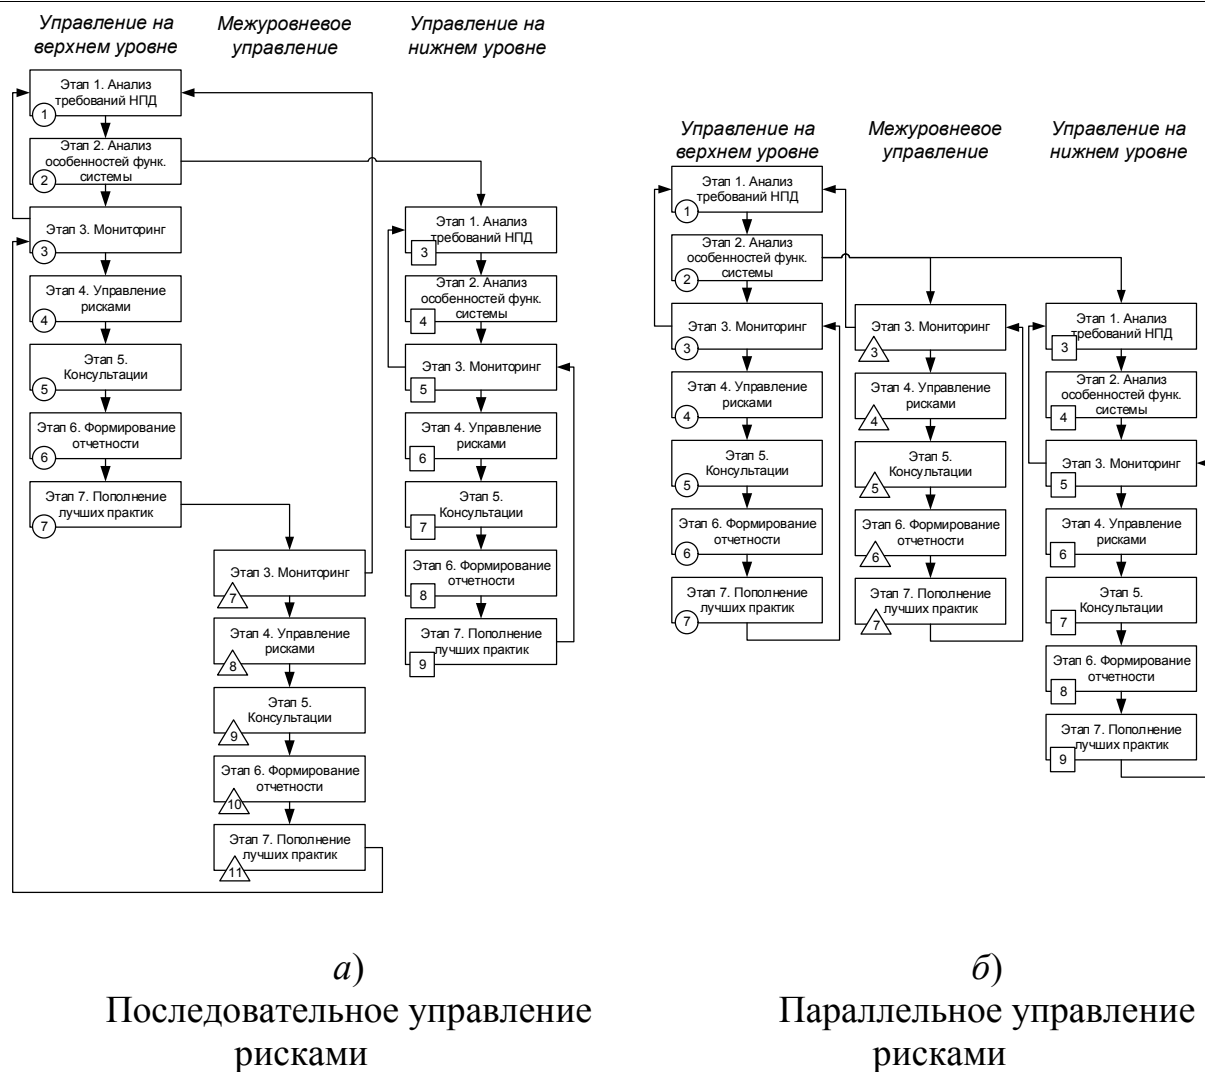 Управление на
верхнем уровне
Межуровневое
управление
Управление на
нижнем уровне
Этап 1. Анализ
требований НПД
1
Этап 2. Анализ
особенностей функ.
системы
2
Этап 3. Мониторинг
3
Этап 4. Управление
рисками
4
Этап 5.
Консультации
5
Этап 6. Формирование
отчетности
6
Этап 7. Пополнение
лучших практик
7
Этап 3. Мониторинг
7
Этап 4. Управление
рисками
8
Этап 5.
Консультации
9
Этап 6. Формирование
отчетности
10
Этап 7. Пополнение
лучших практик
11
Этап 1. Анализ
требований НПД
3
Этап 2. Анализ
особенностей функ.
системы
4
Этап 3. Мониторинг
5
Этап 4. Управление
рисками
6
Этап 5.
Консультации
7
Этап 6. Формирование
отчетности
8
Этап 7. Пополнение
лучших практик
9
а)
Последовательное управление
рисками
Управление на
верхнем уровне
Межуровневое
управление
Управление на
нижнем уровне
Этап 1. Анализ
требований НПД
1
Этап 2. Анализ
особенностей функ.
системы
2
Этап 3. Мониторинг
3
Этап 4. Управление
рисками
4
Этап 5.
Консультации
5
Этап 6. Формирование
отчетности
6
Этап 7. Пополнение
лучших практик
7
Этап 3. Мониторинг
3
Этап 4. Управление
рисками
4
Этап 5.
Консультации
5
Этап 6. Формирование
отчетности
6
Этап 7. Пополнение
лучших практик
7
Этап 1. Анализ
требований НПД
3
Этап 2. Анализ
особенностей функ.
системы
4
Этап 3. Мониторинг
5
Этап 4. Управление
рисками
6
Этап 5.
Консультации
7
Этап 6. Формирование
отчетности
8
Этап 7. Пополнение
лучших практик
9
б)
Параллельное управление
рисками